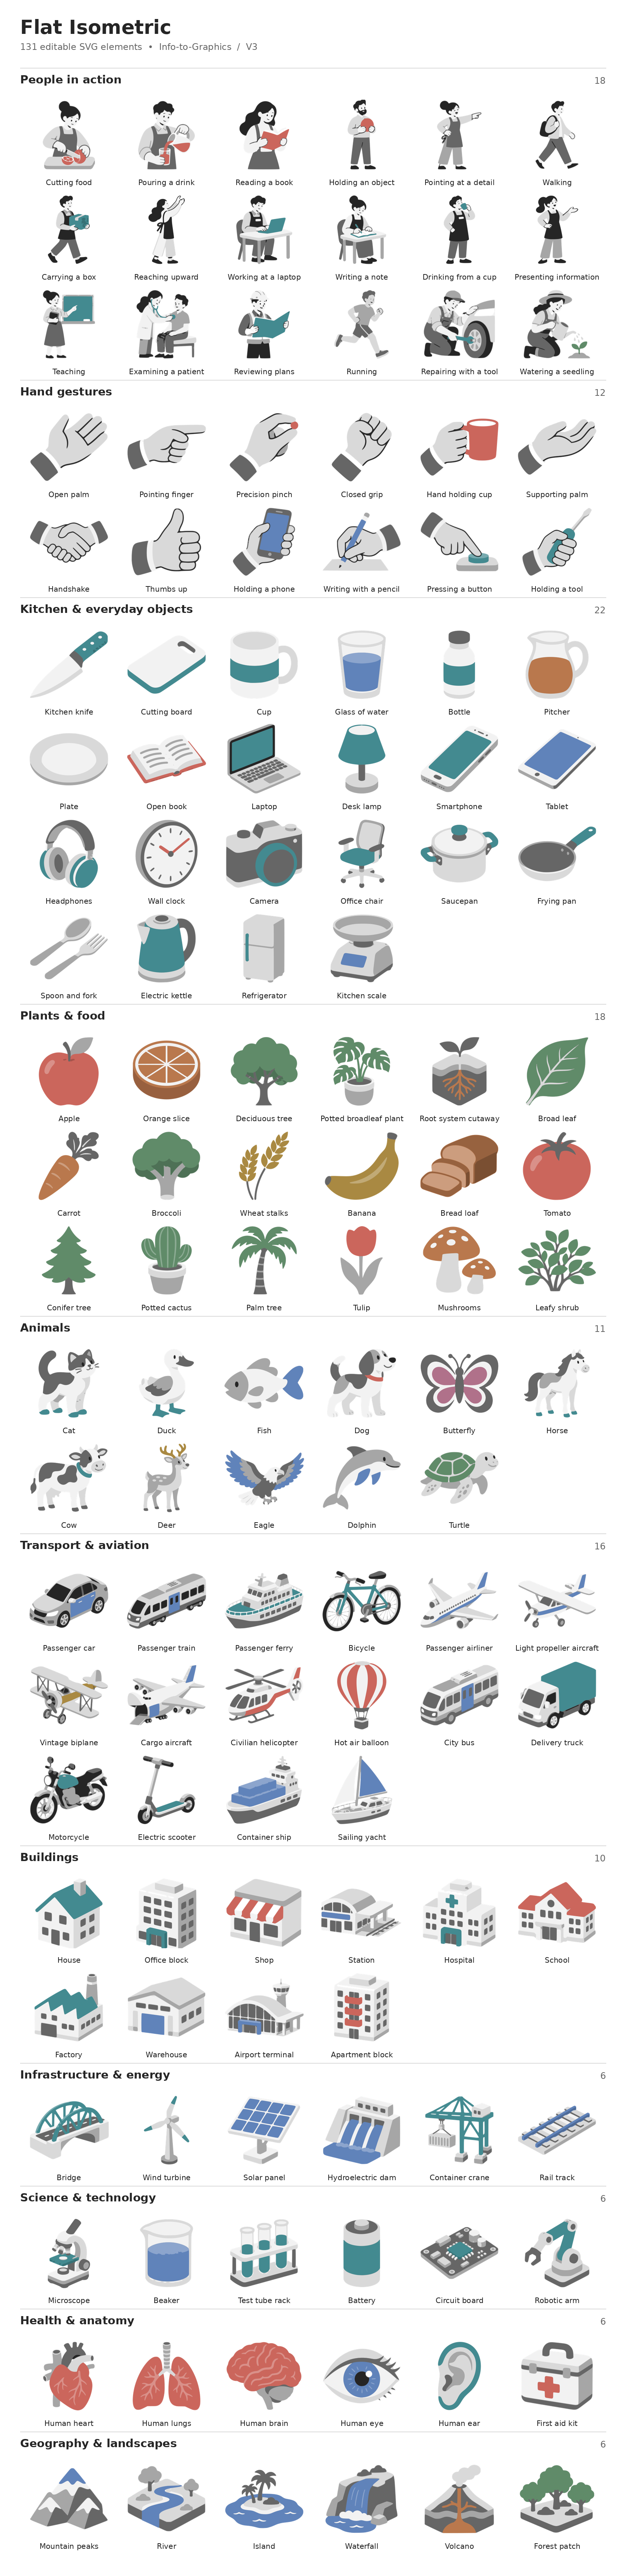 Flat Isometric
131 editable SVG elements • Info-to-Graphics / V3
People in action 18
Cutting food Pouring a drink Reading a book Holding an object Pointing at a detail Walking
Carrying a box Reaching upward Working at a laptop Writing a note Drinking from a cup Presenting information
Teaching Examining a patient Reviewing plans Running Repairing with a tool Watering a seedling
Hand gestures 12
Open palm Pointing finger Precision pinch Closed grip Hand holding cup Supporting palm
Handshake Thumbs up Holding a phone Writing with a pencil Pressing a button Holding a tool
Kitchen & everyday objects 22
Kitchen knife Cutting board Cup Glass of water Bottle Pitcher
Plate Open book Laptop Desk lamp Smartphone Tablet
Headphones Wall clock Camera Office chair Saucepan Frying pan
Spoon and fork Electric kettle Refrigerator Kitchen scale
Plants & food 18
Apple Orange slice Deciduous tree Potted broadleaf plant Root system cutaway Broad leaf
Carrot Broccoli Wheat stalks Banana Bread loaf Tomato
Conifer tree Potted cactus Palm tree Tulip Mushrooms Leafy shrub
Animals 11
Cat Duck Fish Dog Butterfly Horse
Cow Deer Eagle Dolphin Turtle
Transport & aviation 16
Passenger car Passenger train Passenger ferry Bicycle Passenger airliner Light propeller aircraft
Vintage biplane Cargo aircraft Civilian helicopter Hot air balloon City bus Delivery truck
Motorcycle Electric scooter Container ship Sailing yacht
Buildings 10
House Office block Shop Station Hospital School
Factory Warehouse Airport terminal Apartment block
Infrastructure & energy 6
Bridge Wind turbine Solar panel Hydroelectric dam Container crane Rail track
Science & technology 6
Microscope Beaker Test tube rack Battery Circuit board Robotic arm
Health & anatomy 6
Human heart Human lungs Human brain Human eye Human ear First aid kit
Geography & landscapes 6
Mountain peaks River Island Waterfall Volcano Forest patch